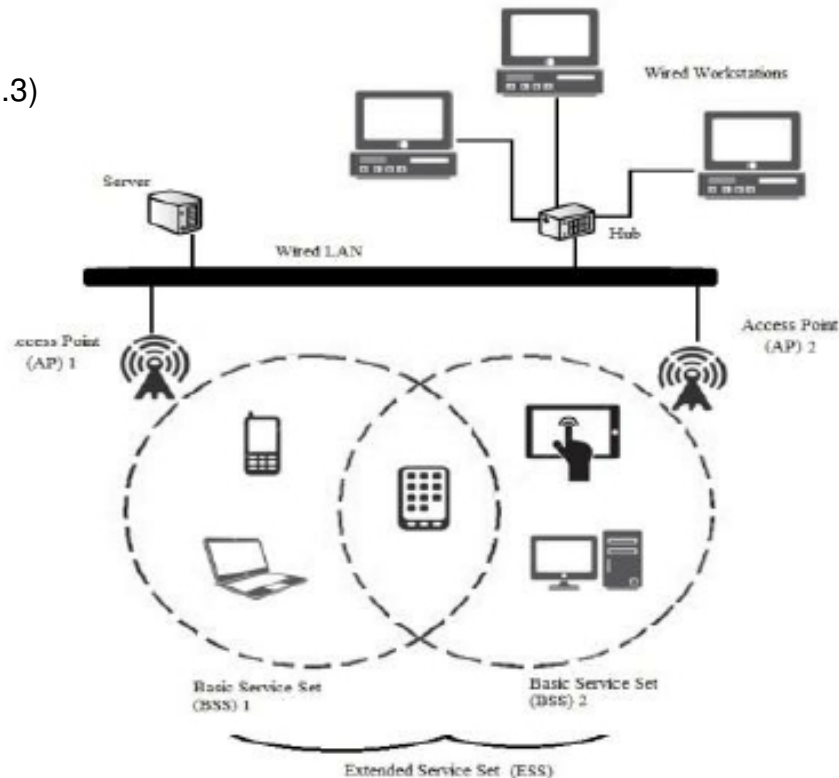 .3)
Wired Workstations
Server
Hub
Wired LAN
ccess Point
(AP) 1
Access Point
(AP) 2
Basic Service Set
(BSS) 1
Basic Service Set
(BSS) 2
Extended Service Set (ESS)